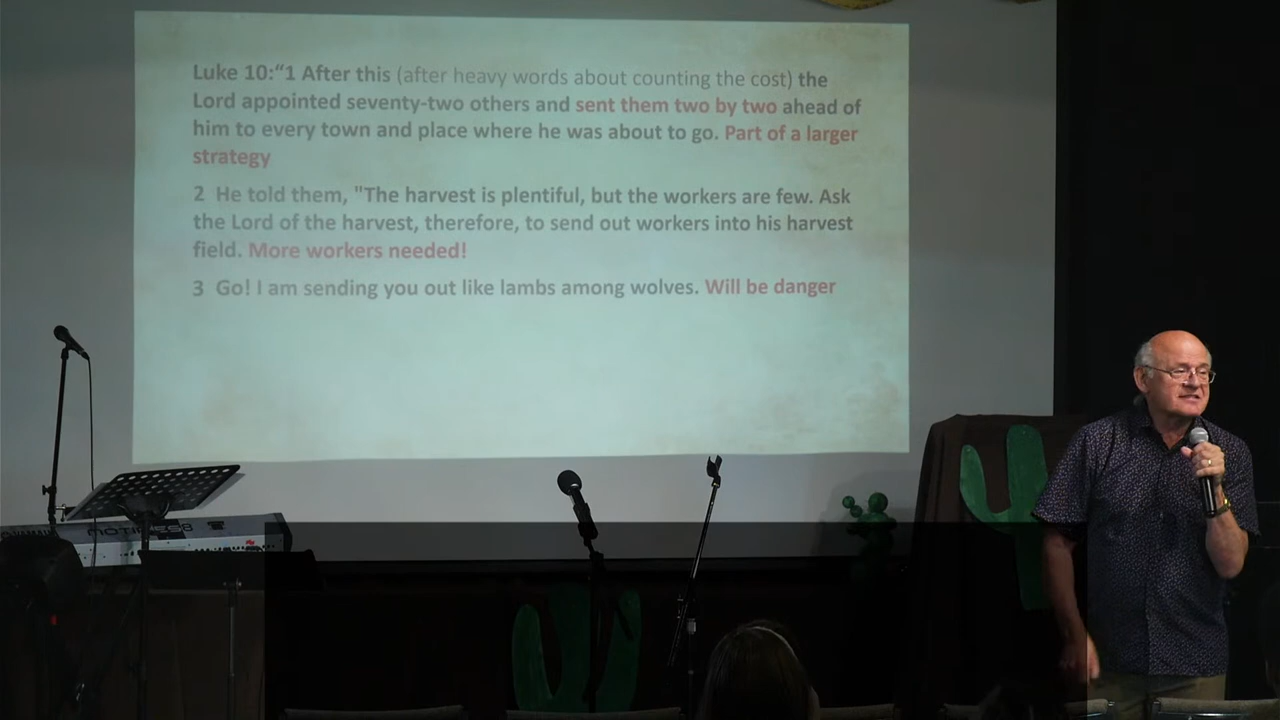 Luke 10:“1 After this (after heavy words about counting the cost) the
Lord appointed seventy-two others and sent them two by two ahead of
him to every town and place where he was about to go. Part of a larger
strategy
2 He told them, "The harvest is plentiful, but the workers are few. Ask
the Lord of the harvest, therefore, to send out workers into his harvest
field. More workers needed!
3 Go! I am sending you out like lambs among wolves. Will be danger